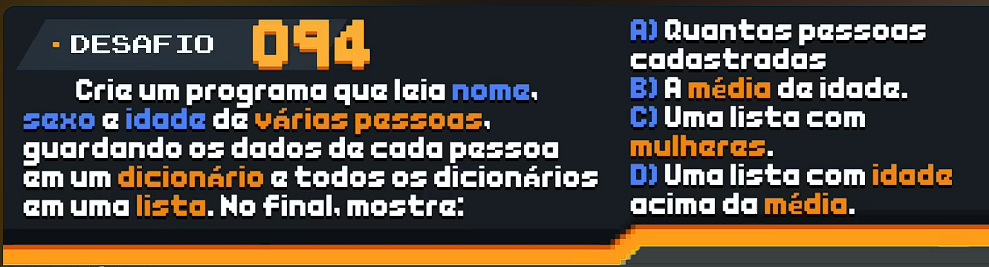 DESAFIO 094
Crie um programa que leia nome,
sexo e idade de várias pessoas,
guardando os dados de cada pessoa
em um dicionário e todos os dicionários
em uma lista. No final, mostre:
A) Quantas pessoas
cadastradas
B) A média de idade.
C) Uma lista com
mulheres.
D) Uma lista com idade
acima da média.